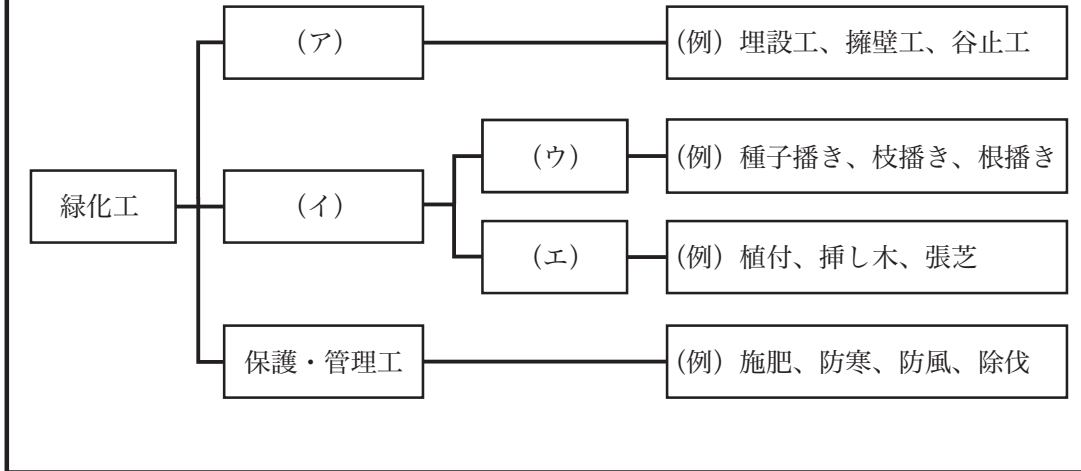 （ア）
（例）埋設工、擁壁工、谷止工
（ウ）
（例）種子播き、枝播き、根播き
緑化工
（イ）
（エ）
（例）植付、挿し木、張芝
保護・管理工
（例）施肥、防寒、防風、除伐